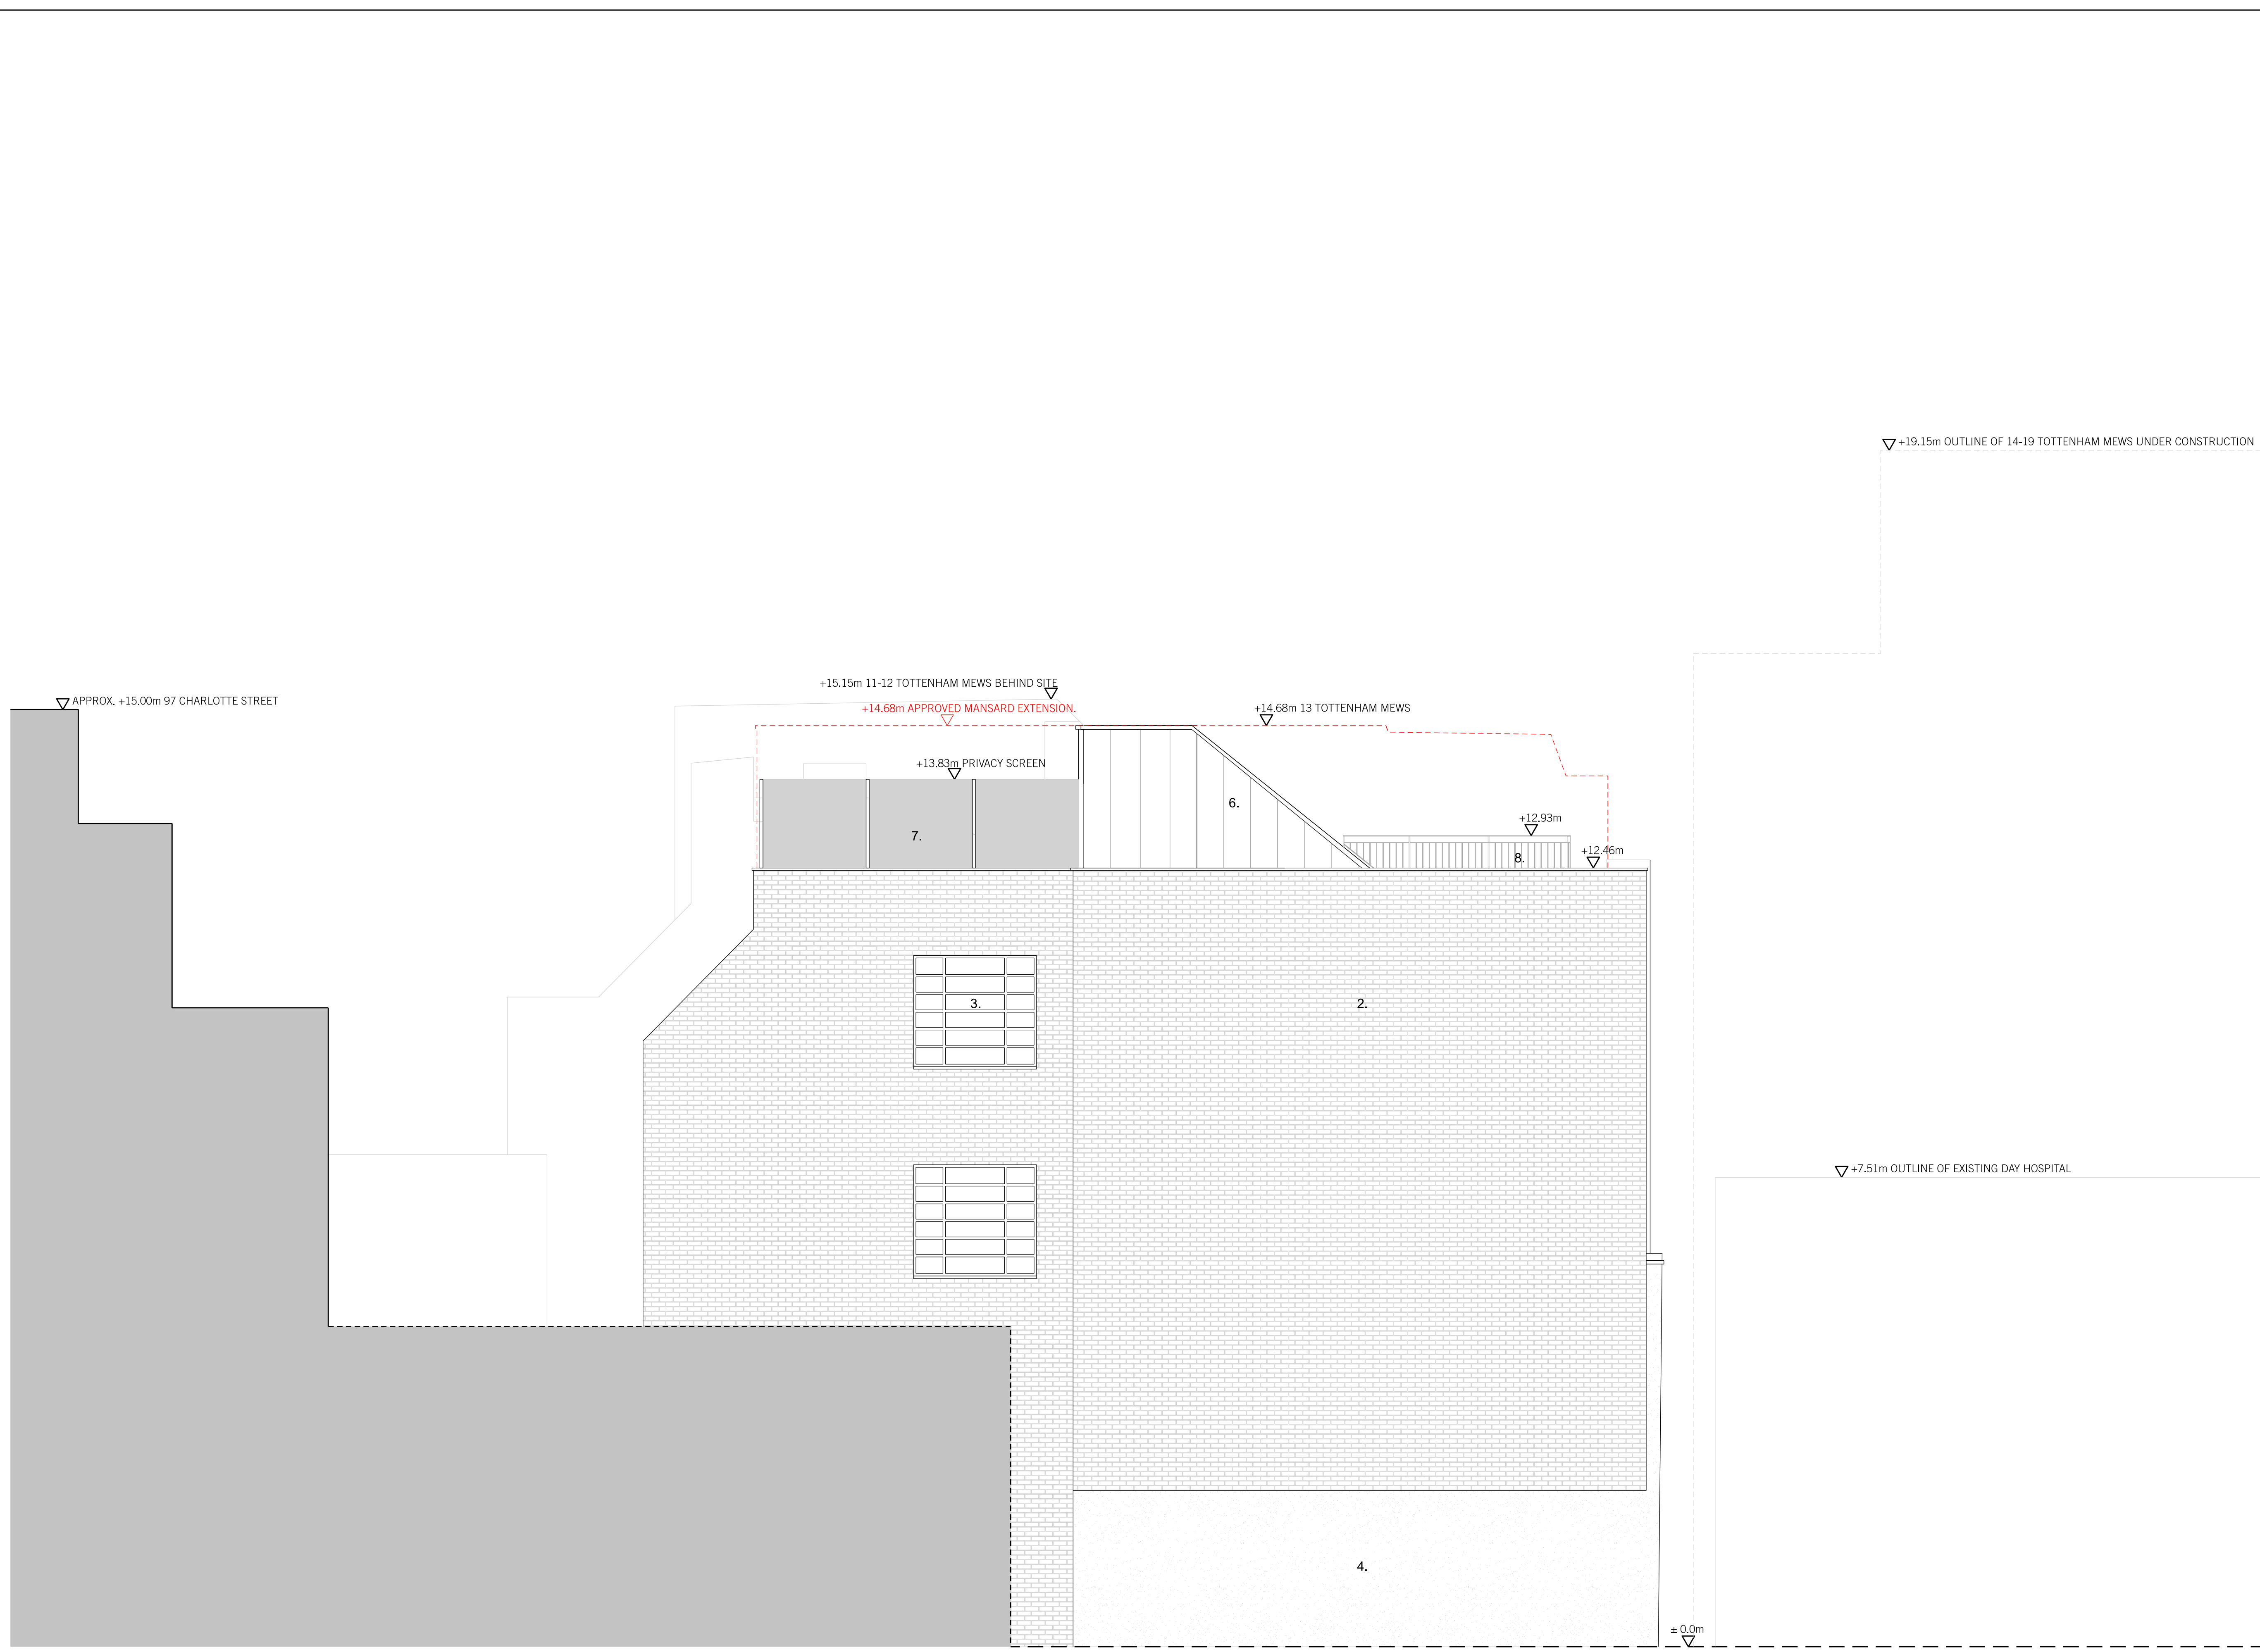 +19.15m OUTLINE OF 14-19 TOTTENHAM MEWS UNDER CONSTRUCTION
+15.15m 11-12 TOTTENHAM MEWS BEHIND SITE
APPROX. +15.00m 97 CHARLOTTE STREET
+14.68m APPROVED MANSARD EXTENSION.
+14.68m 13 TOTTENHAM MEWS
+13.83m PRIVACY SCREEN
6.
+12.93m
7.
+12.46m
8.
3.
2.
+7.51m OUTLINE OF EXISTING DAY HOSPITAL
4.
± 0.0m